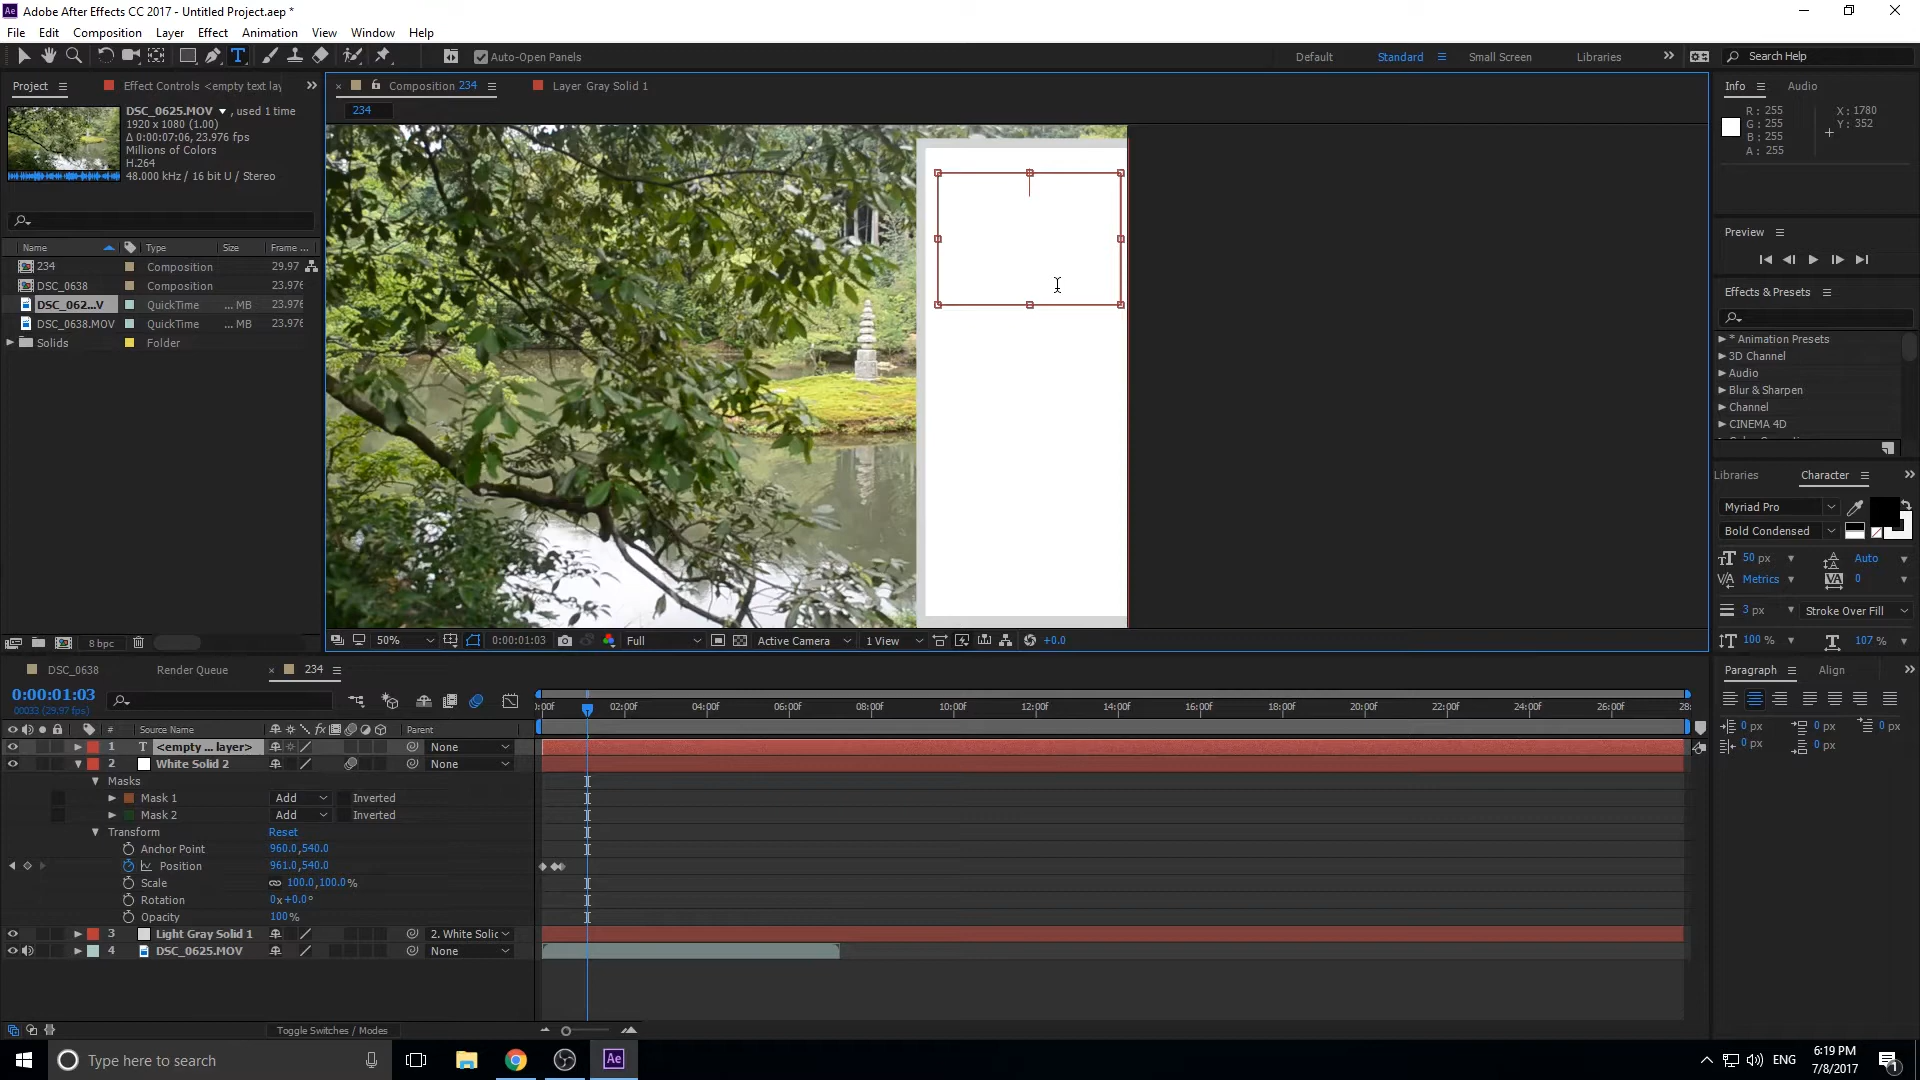 Adobe After Effects CC 2017 - Untitled Project.aep *
File Edit Composition Layer Effect Animation View Window Help
Auto-Open Panels
Default Standard Small Screen Libraries Search Help
Project Effect Controls <empty text lay
DSC_0625.MOV , used 1 time
1920 x 1080 (1.00)
Δ 0:00:07:06, 23.976 fps
Millions of Colors
H.264
48.000 kHz / 16 bit U / Stereo
Name Type Size Frame ...
234 Composition 29.97
DSC_0638 Composition 23.976
DSC_062...V QuickTime ... MB 23.976
DSC_0638.MOV QuickTime ... MB 23.976
Solids Folder
8 bpc
Composition 234 Layer Gray Solid 1
234
50% 0:00:01:03 Full Active Camera 1 View +0.0
Info Audio
R: 255
G: 255
B: 255
A: 255
X: 1780
Y: 352
Preview
Effects & Presets
* Animation Presets
3D Channel
Audio
Blur & Sharpen
Channel
CINEMA 4D
Libraries Character
Myriad Pro
Bold Condensed
50 px Auto
Metrics 0
3 px Stroke Over Fill
100 % 107 %
Paragraph Align
0 px 0 px 0 px
0 px 0 px
DSC_0638 Render Queue 234
0:00:01:03
00033 (29.97 fps)
# Source Name Parent
1 T <empty ... layer> None
2 White Solid 2 None
Masks
Mask 1 Add Inverted
Mask 2 Add Inverted
Transform Reset
Anchor Point 960.0,540.0
Position 961.0,540.0
Scale 100.0,100.0%
Rotation 0x+0.0°
Opacity 100%
3 Light Gray Solid 1 2. White Solid
4 DSC_0625.MOV None
Toggle Switches / Modes
:00f 02:00f 04:00f 06:00f 08:00f 10:00f 12:00f 14:00f 16:00f 18:00f 20:00f 22:00f 24:00f 26:00f 28:
Type here to search
Ae
ENG
6:19 PM
7/8/2017
1